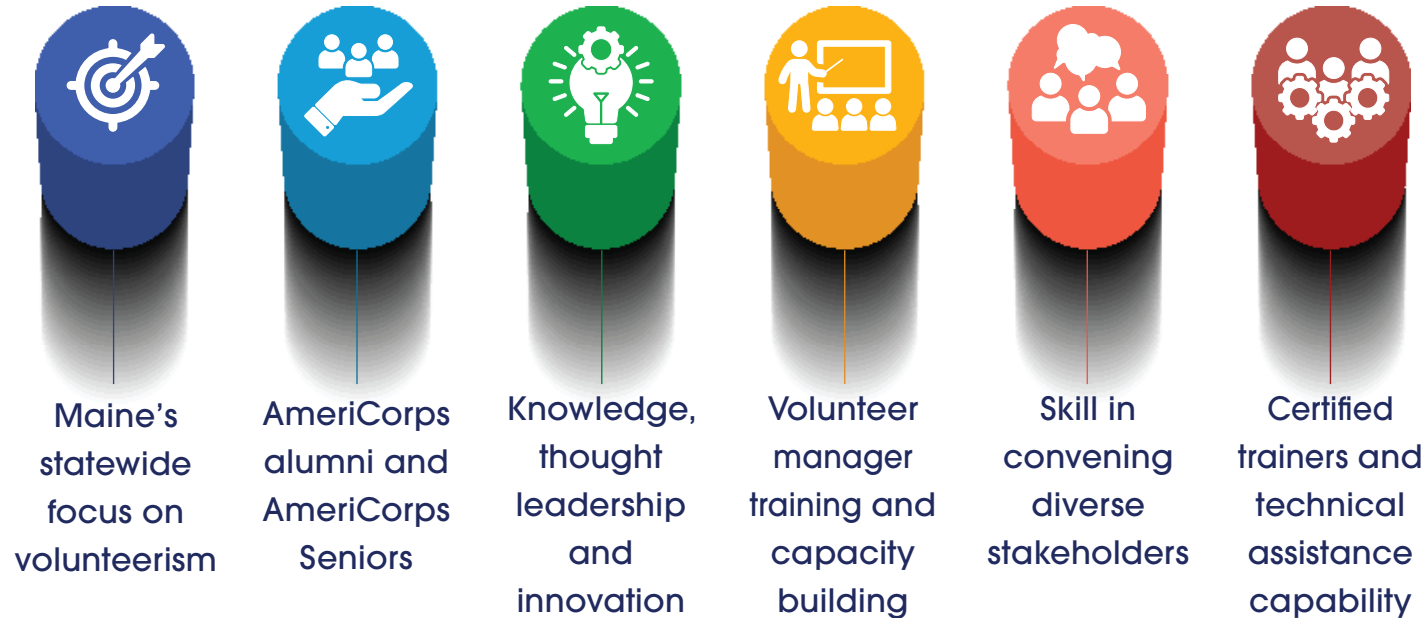 Maine's
statewide
focus on
volunteerism
AmeriCorps
alumni and
AmeriCorps
Seniors
Knowledge,
thought
leadership
and
innovation
Volunteer
manager
training and
capacity
building
Skill in
convening
diverse
stakeholders
Certified
trainers and
technical
assistance
capability